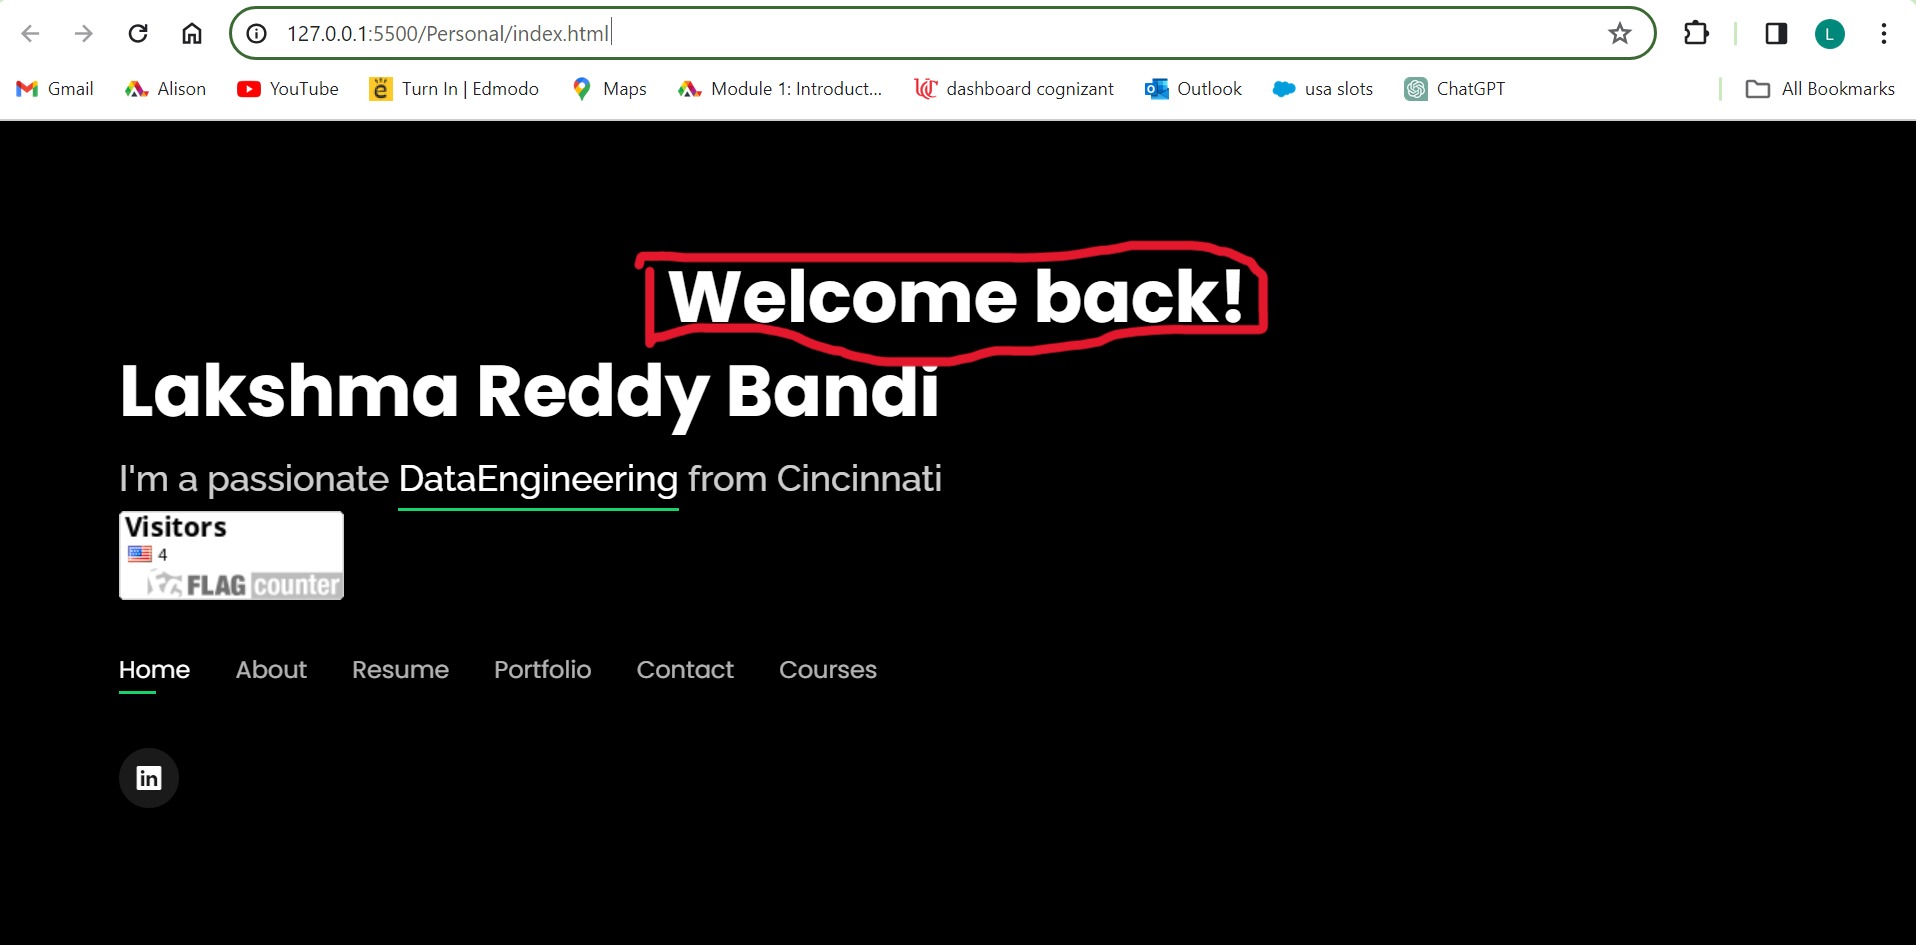 127.0.0.1:5500/Personal/index.html
L
Gmail Alison YouTube Turn In | Edmodo Maps Module 1: Introduct... dashboard cognizant Outlook usa slots ChatGPT All Bookmarks
Welcome back!
Lakshma Reddy Bandi
I'm a passionate DataEngineering from Cincinnati
Visitors
4
FLAG counter
Home About Resume Portfolio Contact Courses
in